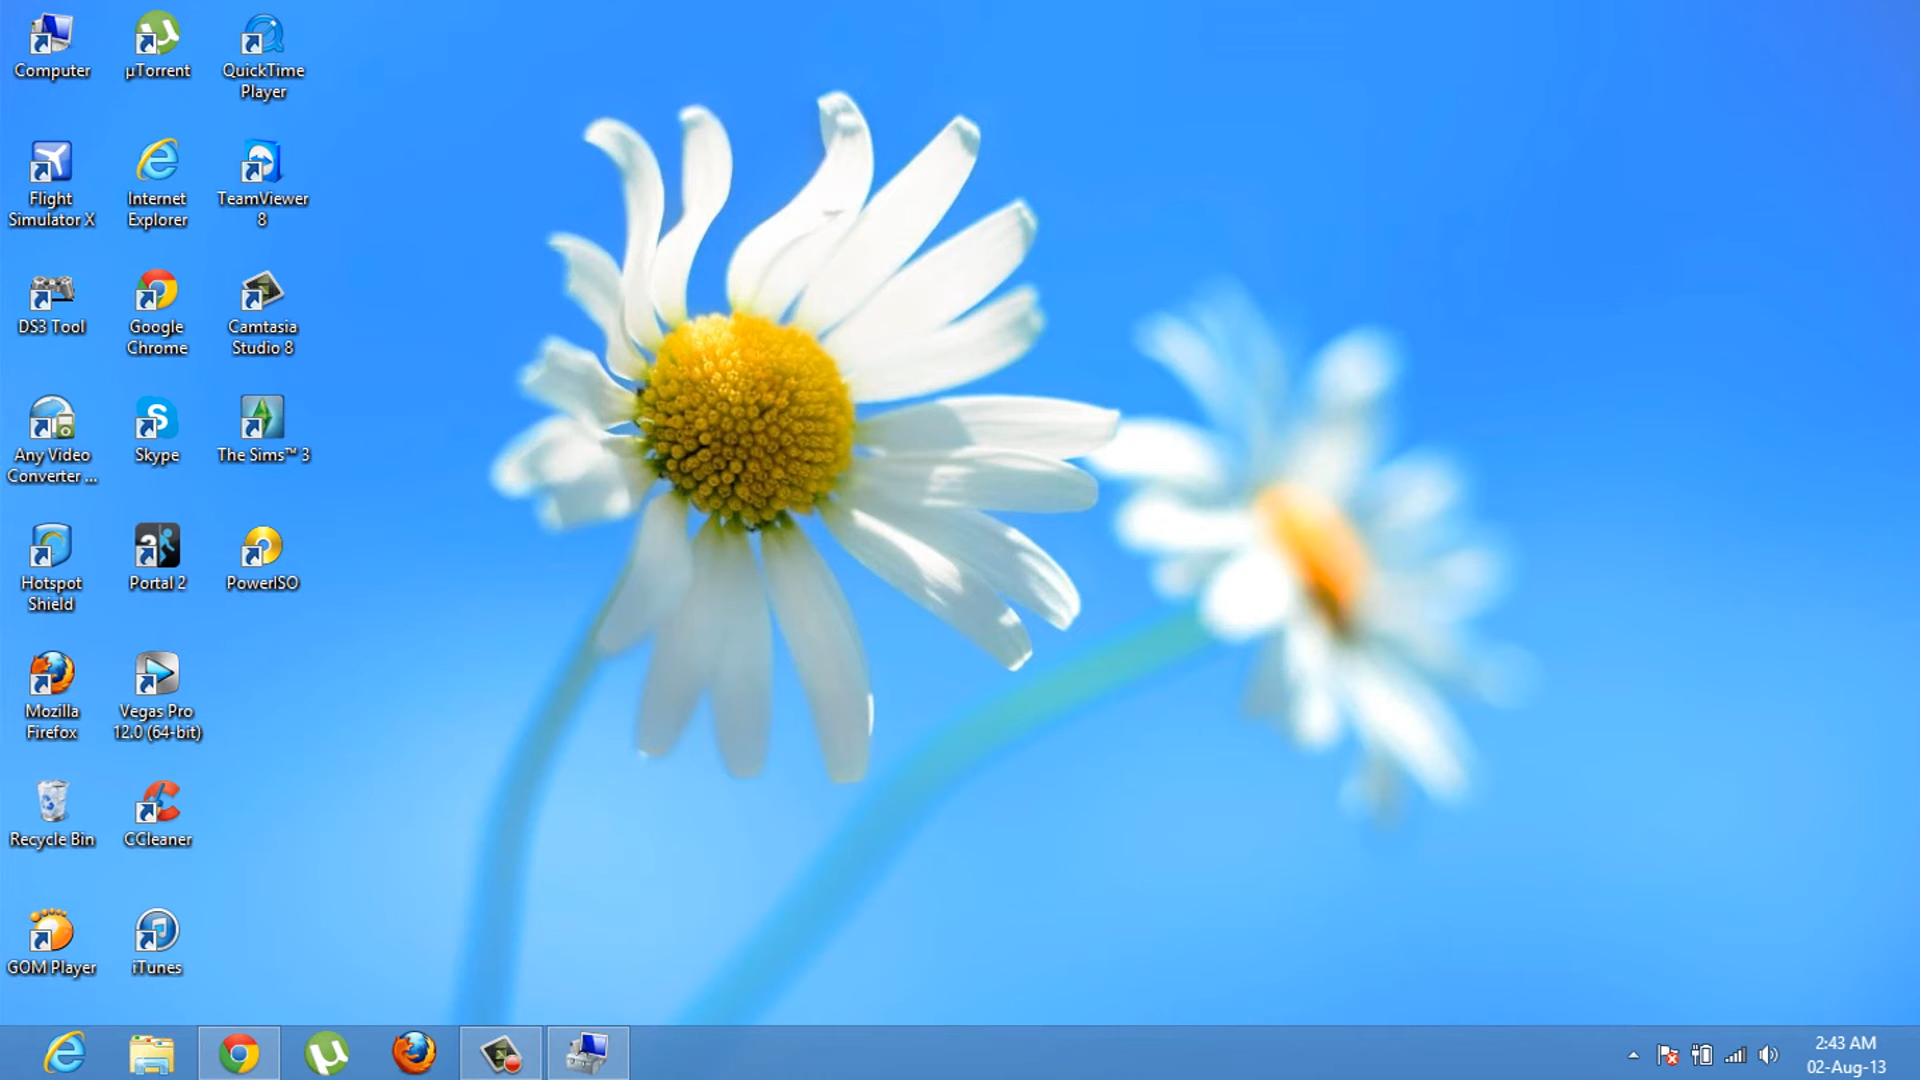 Computer
µTorrent
QuickTime
Player
Flight
Simulator X
Internet
Explorer
TeamViewer
8
DS3 Tool
Google
Chrome
Camtasia
Studio 8
Any Video
Converter ...
Skype
The Sims™ 3
Hotspot
Shield
Portal 2
PowerISO
Mozilla
Firefox
Vegas Pro
12.0 (64-bit)
Recycle Bin
CCleaner
GOM Player
iTunes
2:43 AM
02-Aug-13